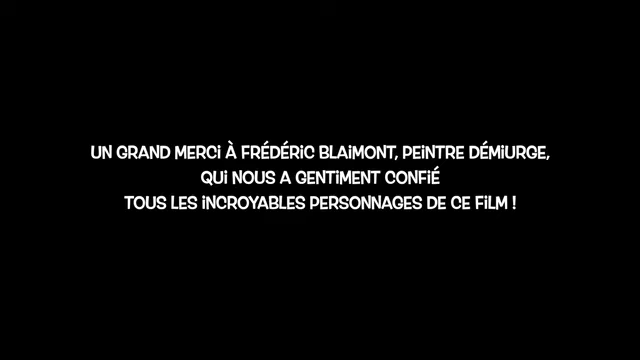 UN GRAND MERCI À FRÉDÉRIC BLAIMONT, PEINTRE DÉMIURGE,
QUI NOUS A GENTIMENT CONFIÉ
TOUS LES INCROYABLES PERSONNAGES DE CE FILM !